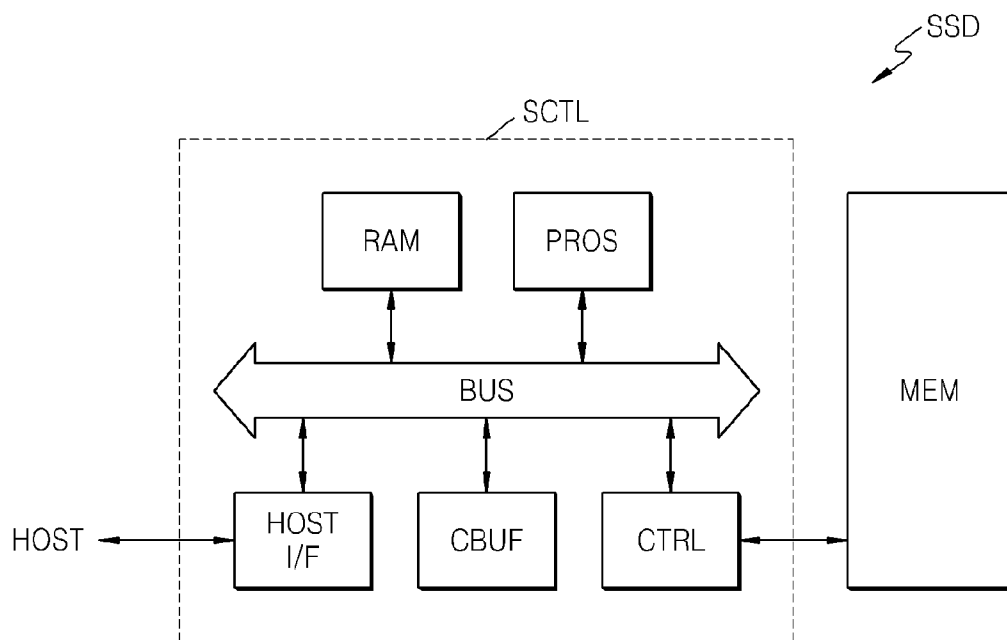 SSD
SCTL
RAM
PROS
BUS
MEM
HOST
HOST
I/F
CBUF
CTRL